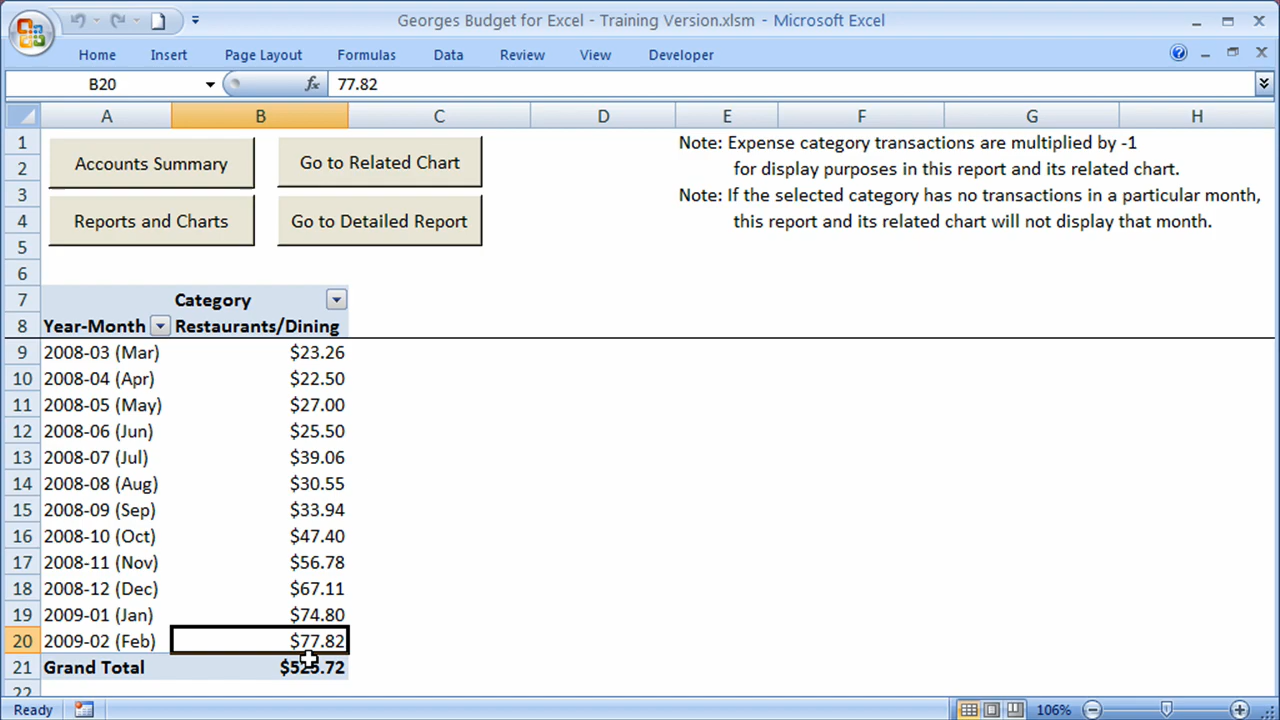 Georges Budget for Excel - Training Version.xlsm - Microsoft Excel
Home Insert Page Layout Formulas Data Review View Developer
B20 fx 77.82
A B C D E F G H
1 Note: Expense category transactions are multiplied by -1
Accounts Summary Go to Related Chart
2 for display purposes in this report and its related chart.
3 Note: If the selected category has no transactions in a particular month,
4 Reports and Charts Go to Detailed Report this report and its related chart will not display that month.
5
6
7 Category
8 Year-Month Restaurants/Dining
9 2008-03 (Mar) $23.26
10 2008-04 (Apr) $22.50
11 2008-05 (May) $27.00
12 2008-06 (Jun) $25.50
13 2008-07 (Jul) $39.06
14 2008-08 (Aug) $30.55
15 2008-09 (Sep) $33.94
16 2008-10 (Oct) $47.40
17 2008-11 (Nov) $56.78
18 2008-12 (Dec) $67.11
19 2009-01 (Jan) $74.80
20 2009-02 (Feb) $77.82
21 Grand Total $525.72
22
Ready 106%